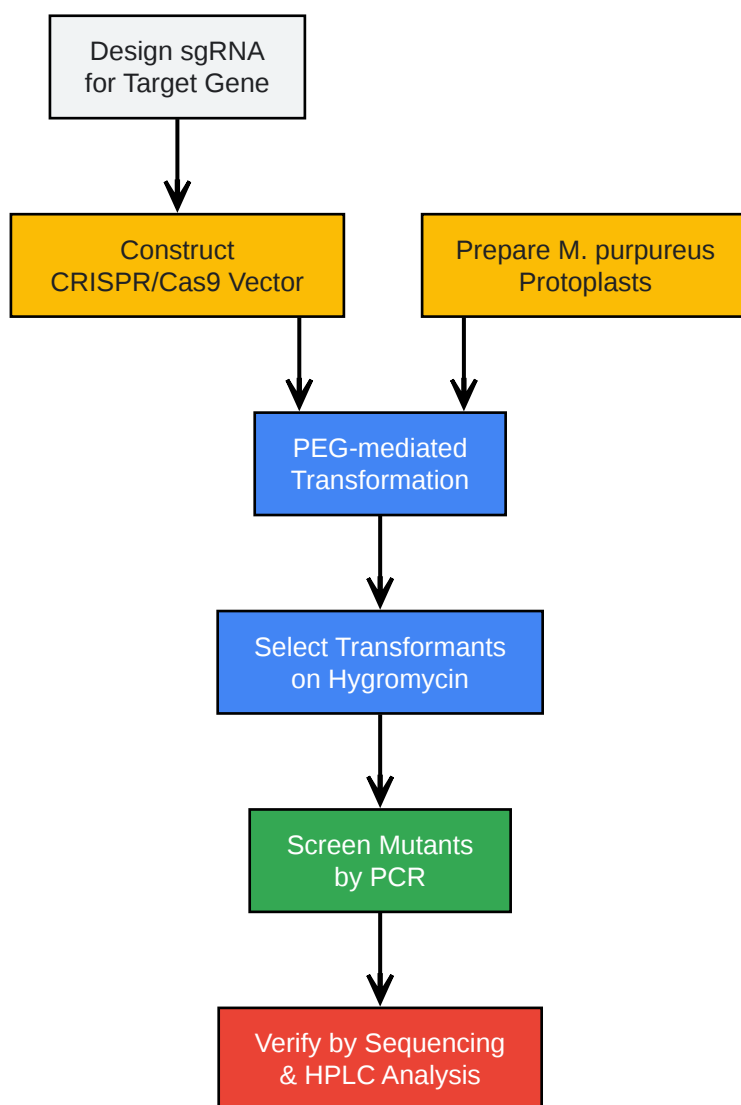 Design sgRNA
for Target Gene
Construct
CRISPR/Cas9 Vector
Prepare M. purpureus
Protoplasts
PEG-mediated
Transformation
Select Transformants
on Hygromycin
Screen Mutants
by PCR
Verify by Sequencing
& HPLC Analysis